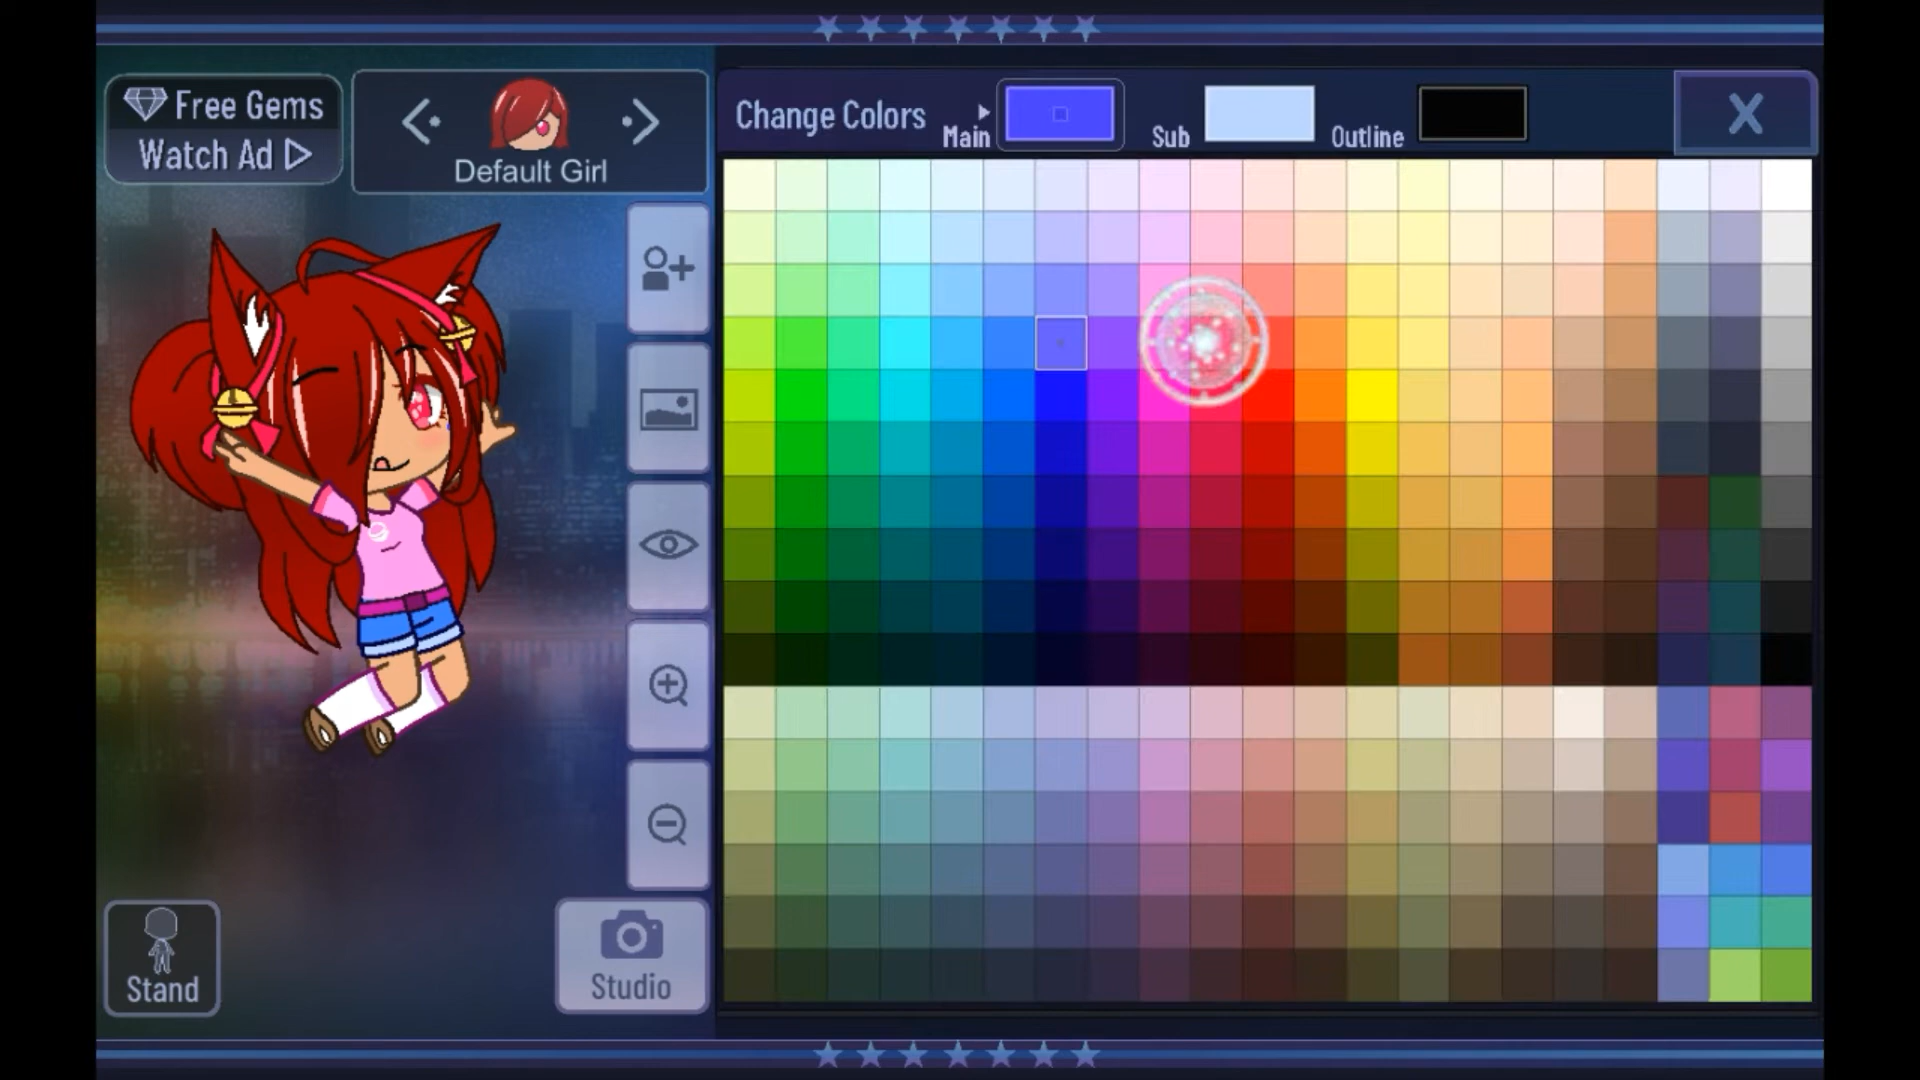 Free Gems
Watch Ad
Default Girl
Change Colors
Main
Sub
Outline
X
Stand
Studio